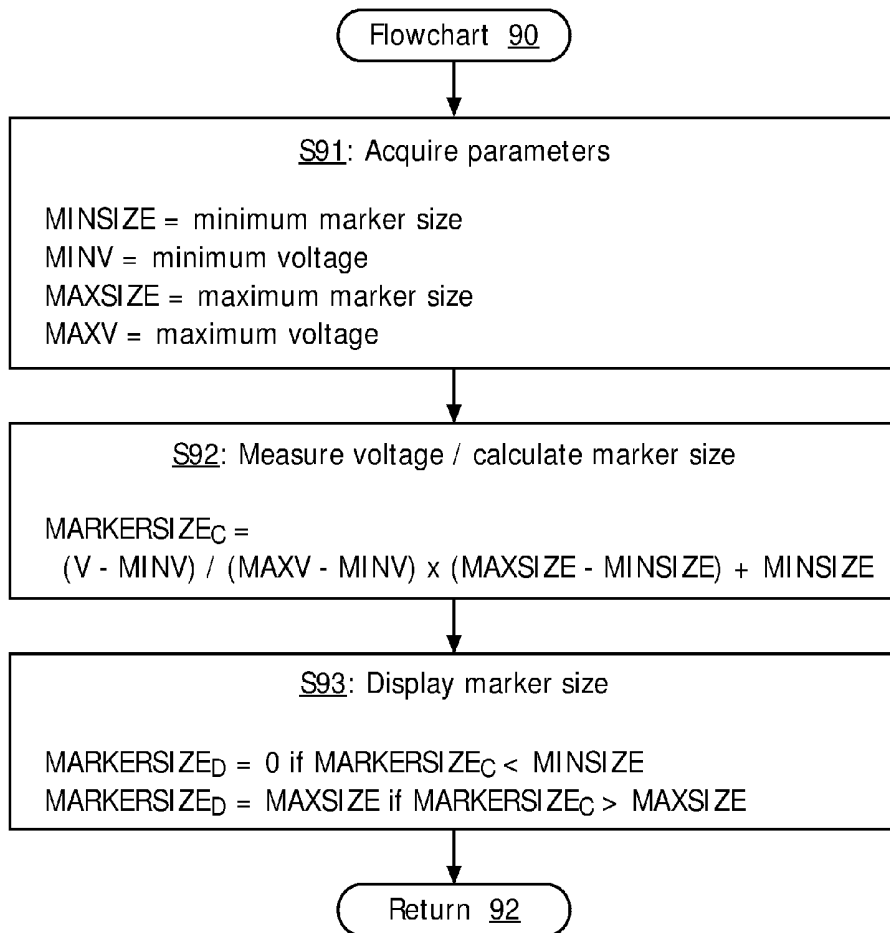 Flowchart 90
S91: Acquire parameters
MINSIZE = minimum marker size
MINV = minimum voltage
MAXSIZE = maximum marker size
MAXV = maximum voltage
S92: Measure voltage / calculate marker size
MARKERSIZEC =
(V - MINV) / (MAXV - MINV) x (MAXSIZE - MINSIZE) + MINSIZE
S93: Display marker size
MARKERSIZED = 0 if MARKERSIZEC < MINSIZE
MARKERSIZED = MAXSIZE if MARKERSIZEC > MAXSIZE
Return 92